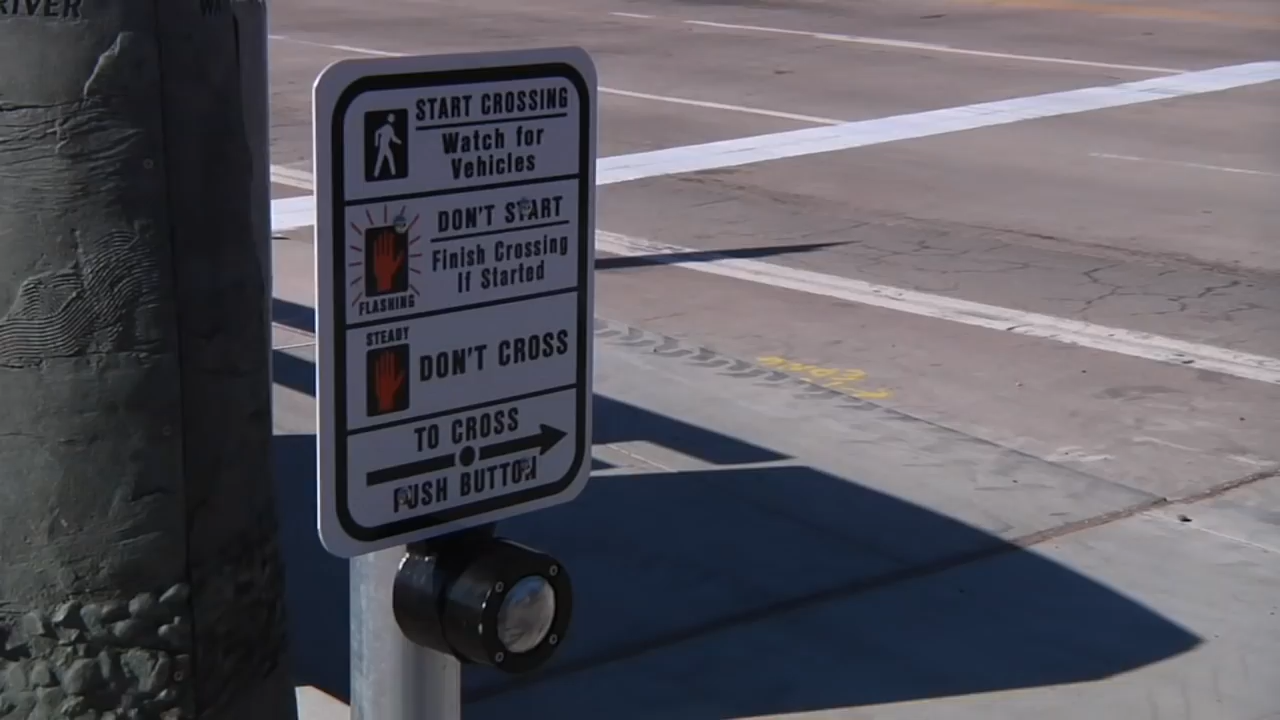 RIVER
START CROSSING
Watch for
Vehicles
DON'T START
Finish Crossing
If Started
FLASHING
STEADY
DON'T CROSS
TO CROSS
PUSH BUTTON